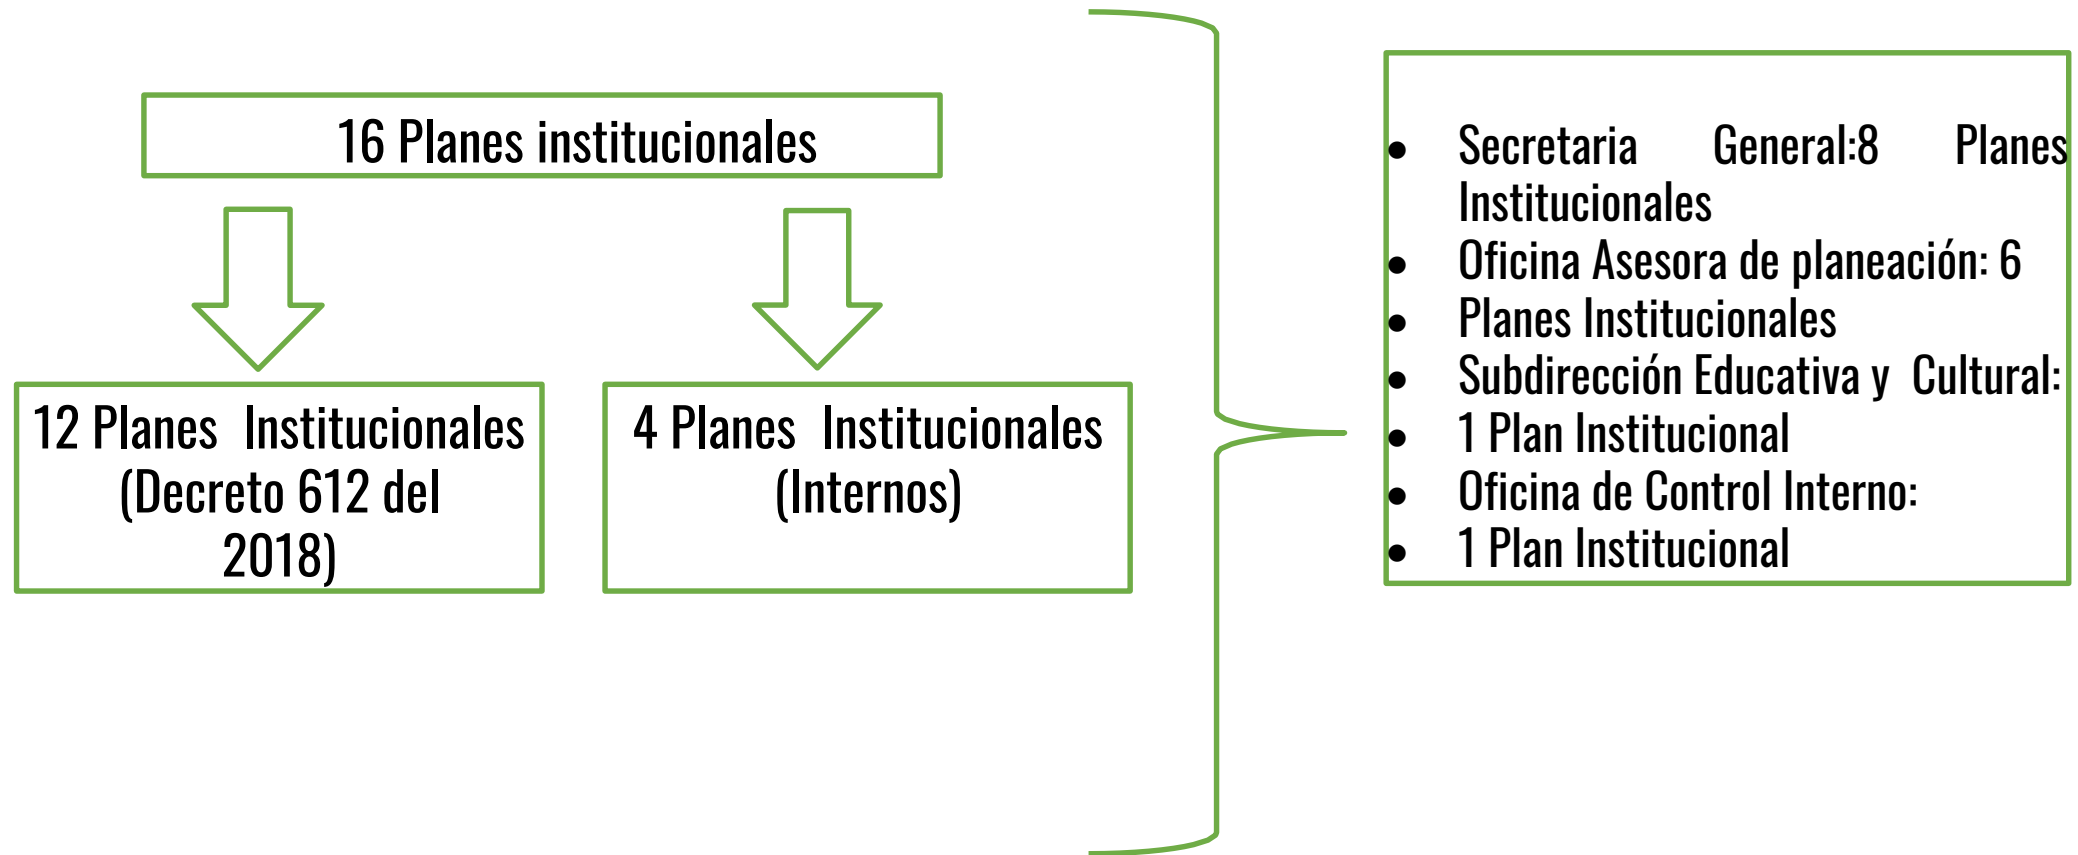 16 Planes institucionales
12 Planes Institucionales
(Decreto 612 del
2018)
4 Planes Institucionales
(Internos)
● Secretaria General:8 Planes
Institucionales
● Oficina Asesora de planeación: 6
● Planes Institucionales
● Subdirección Educativa y Cultural:
● 1 Plan Institucional
● Oficina de Control Interno:
● 1 Plan Institucional